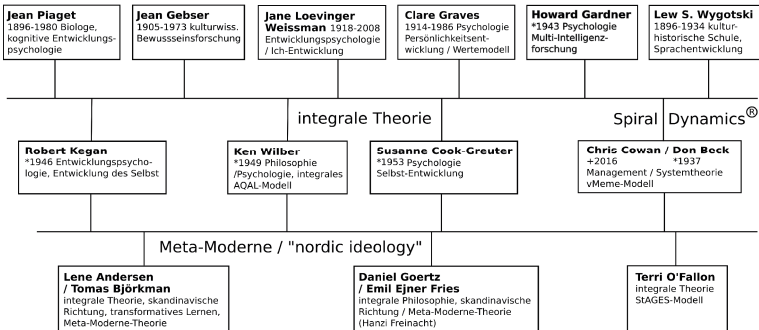 Jean Piaget
1896-1980 Biologe,
kognitive Entwicklungs-
psychologie
Jean Gebser
1905-1973 kulturwiss.
Bewussseinsforschung
Jane Loevinger
Weissman 1918-2008
Entwicklungspsychologie
/ Ich-Entwicklung
Clare Graves
1914-1986 Psychologie
Persönlichkeitsent-
wicklung / Wertemodell
Howard Gardner
*1943 Psychologie
Multi-Intelligenz-
forschung
Lew S. Wygotski
1896-1934 kultur-
historische Schule,
Sprachentwicklung
integrale Theorie
Spiral Dynamics®
Robert Kegan
*1946 Entwicklungspsycho-
logie, Entwicklung des Selbst
Ken Wilber
*1949 Philosophie
/Psychologie, integrales
AQAL-Modell
Susanne Cook-Greuter
*1953 Psychologie
Selbst-Entwicklung
Chris Cowan / Don Beck
+2016 *1937
Management / Systemtheorie
vMeme-Modell
Meta-Moderne / "nordic ideology"
Lene Andersen
/ Tomas Björkman
integrale Theorie, skandinavische
Richtung, transformatives Lernen,
Meta-Moderne-Theorie
Daniel Goertz
/ Emil Ejner Fries
integrale Philosophie, skandinavische
Richtung / Meta-Moderne-Theorie
(Hanzi Freinacht)
Terri O'Fallon
integrale Theorie
StAGES-Modell